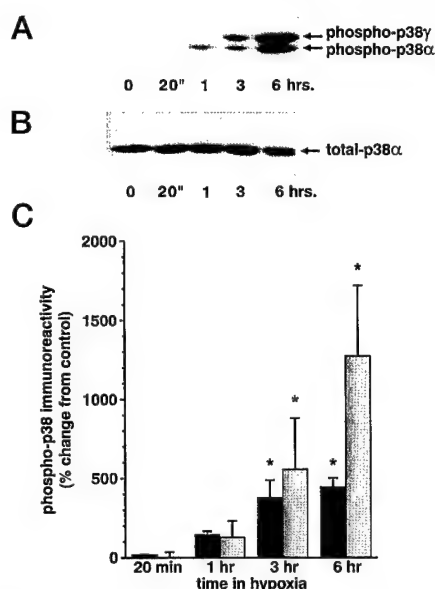 A
phospho-p38γ
phospho-p38α
0 20" 1 3 6 hrs.
B
total-p38α
0 20" 1 3 6 hrs.
C
phospho-p38 immunoreactivity
(% change from control)
2000
1500
1000
500
0
* * * *
20 min 1 hr 3 hr 6 hr
time in hypoxia